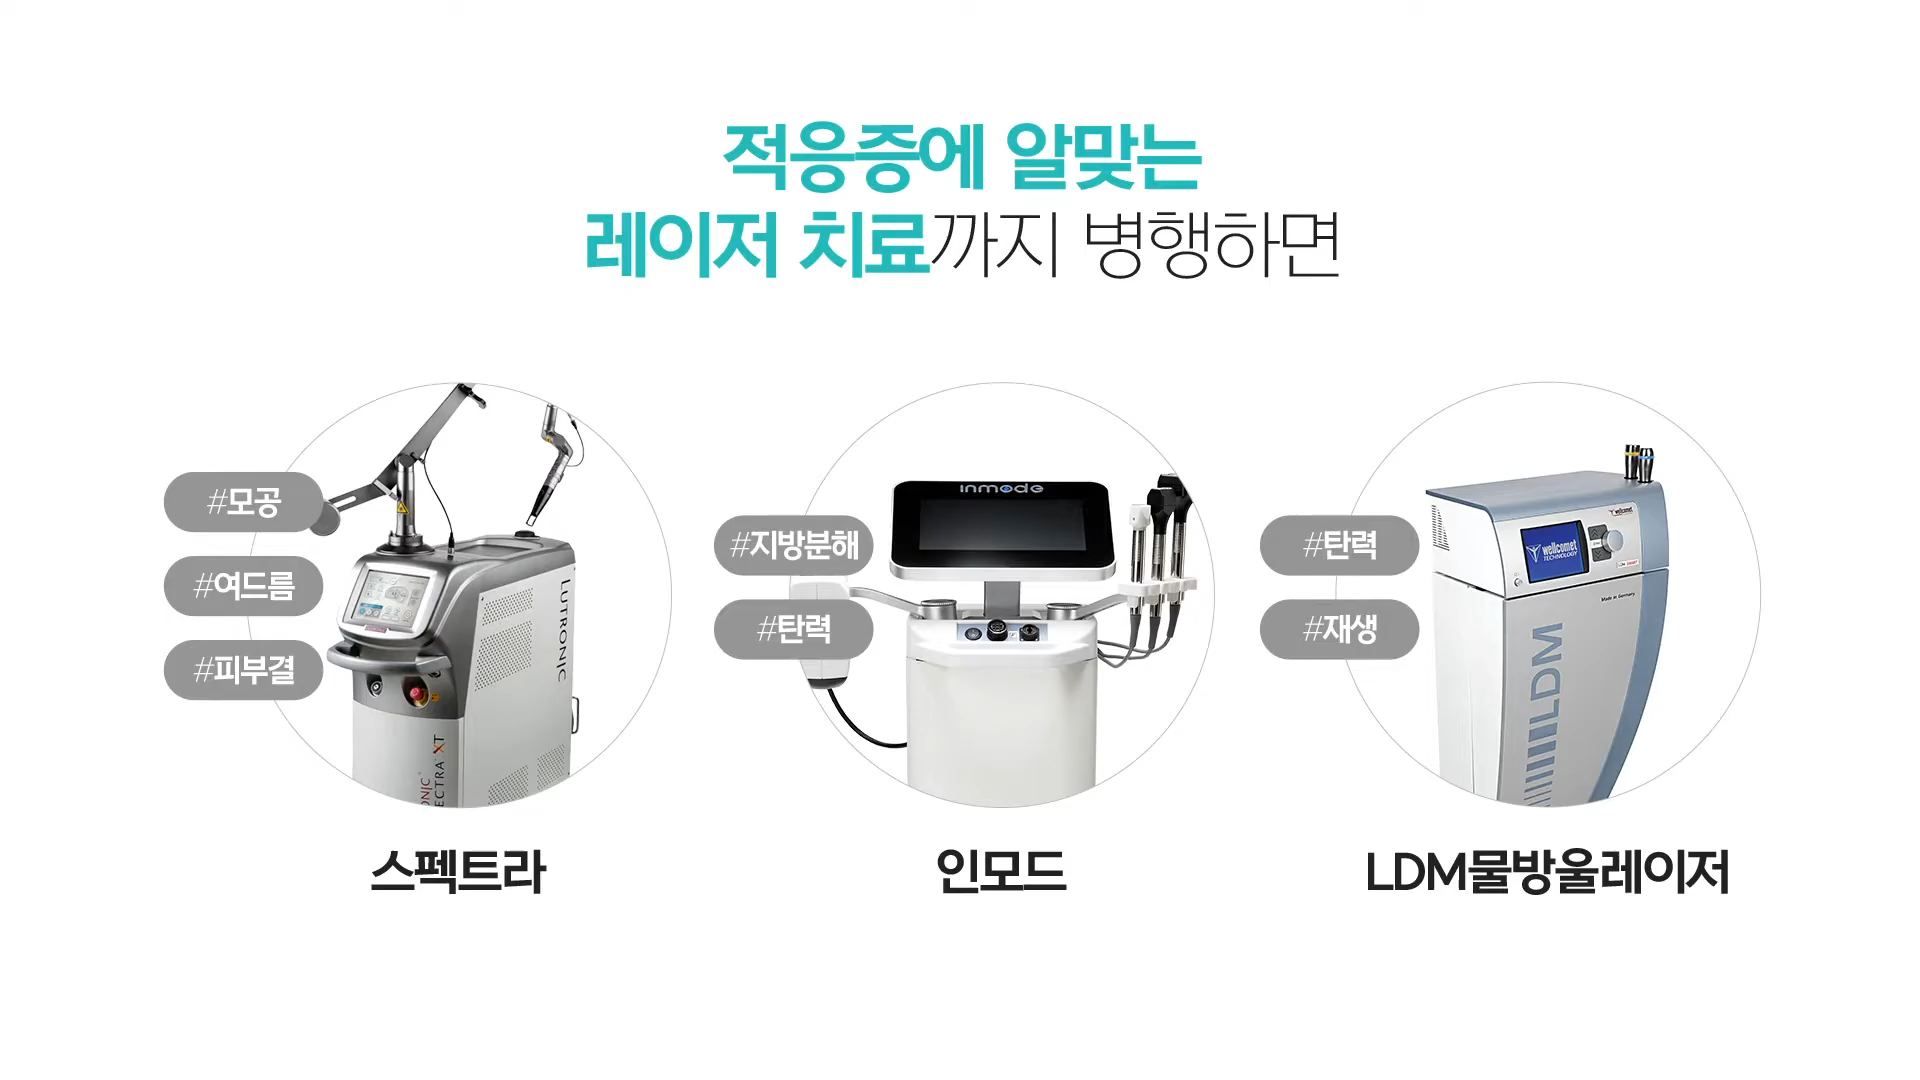 적응증에 알맞는
레이저 치료까지 병행하면
#모공
#여드름
#피부결
LUTRONIC
XT
스펙트라
inmode
#지방분해
#탄력
인모드
#탄력
#재생
wellcomet
wellcomet
TECHNOLOGY
Made in Germany
LDM
LDM물방울레이저